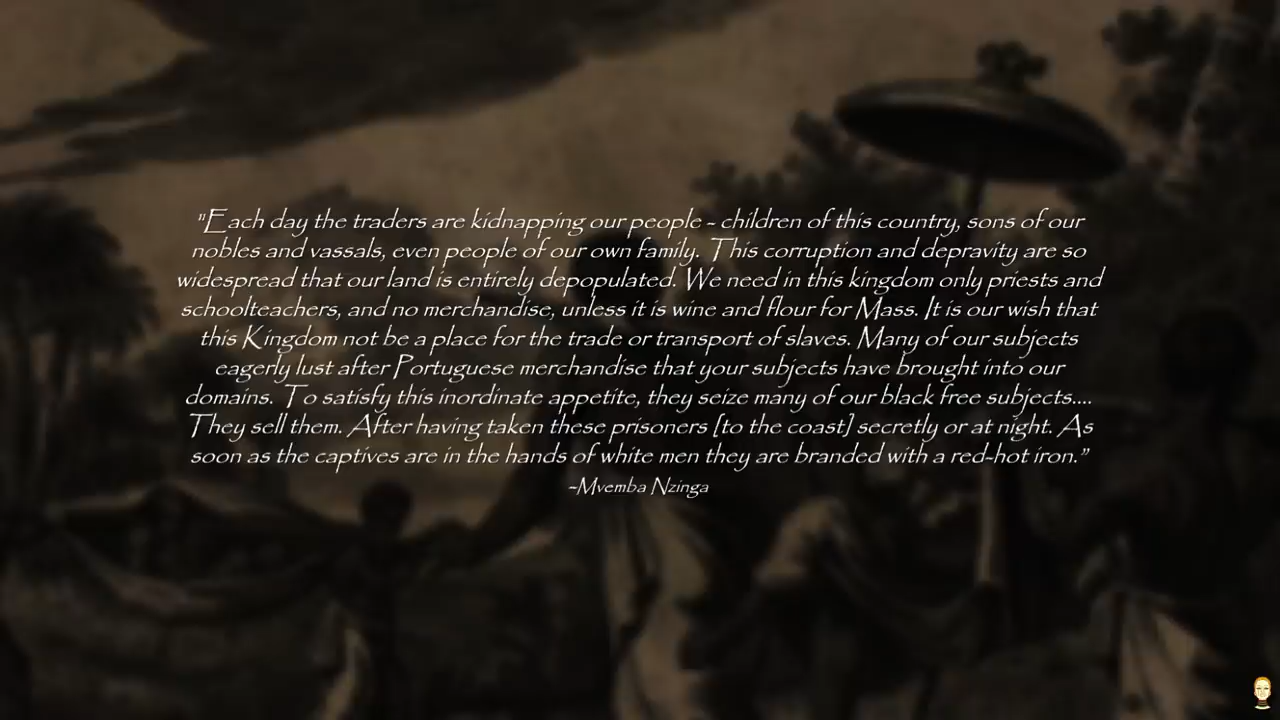 "Each day the traders are kidnapping our people - children of this country, sons of our
nobles and vassals, even people of our own family. This corruption and depravity are so
widespread that our land is entirely depopulated. We need in this kingdom only priests and
schoolteachers, and no merchandise, unless it is wine and flour for Mass. It is our wish that
this Kingdom not be a place for the trade or transport of slaves. Many of our subjects
eagerly lust after Portuguese merchandise that your subjects have brought into our
domains. To satisfy this inordinate appetite, they seize many of our black free subjects....
They sell them. After having taken these prisoners [to the coast] secretly or at night. As
soon as the captives are in the hands of white men they are branded with a red-hot iron.”
~Mvemba Nzinga